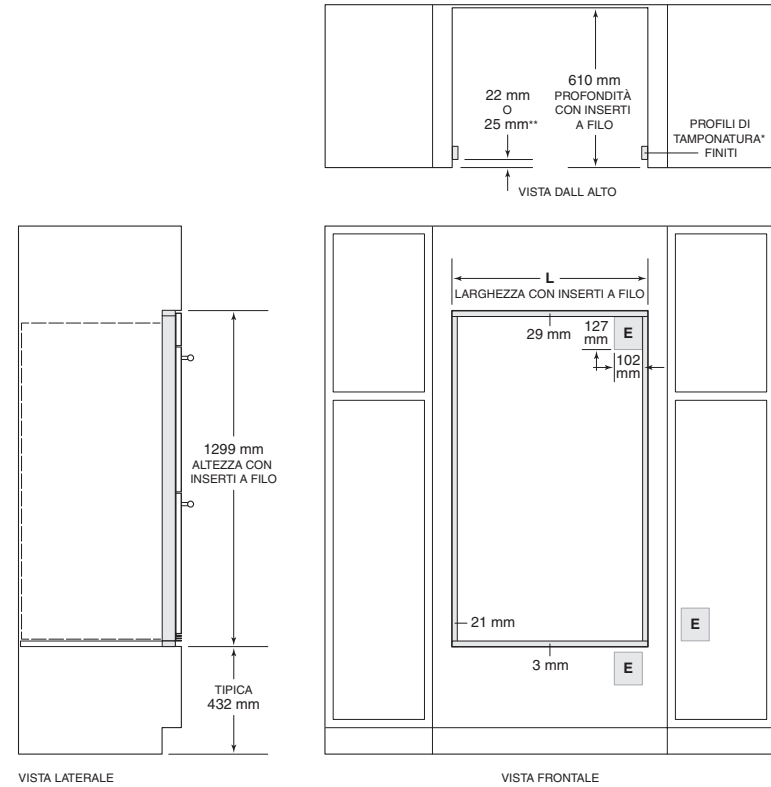 610 mm
PROFONDITÀ
CON INSERTI
A FILO
22 mm
O
25 mm**
PROFILI DI
TAMPONATURA*
FINITI
VISTA DALL ALTO
L
LARGHEZZA CON INSERTI A FILO
29 mm
127
mm
E
102
mm
1299 mm
ALTEZZA CON
INSERTI A FILO
21 mm
E
3 mm
E
TIPICA
432 mm
VISTA LATERALE
VISTA FRONTALE